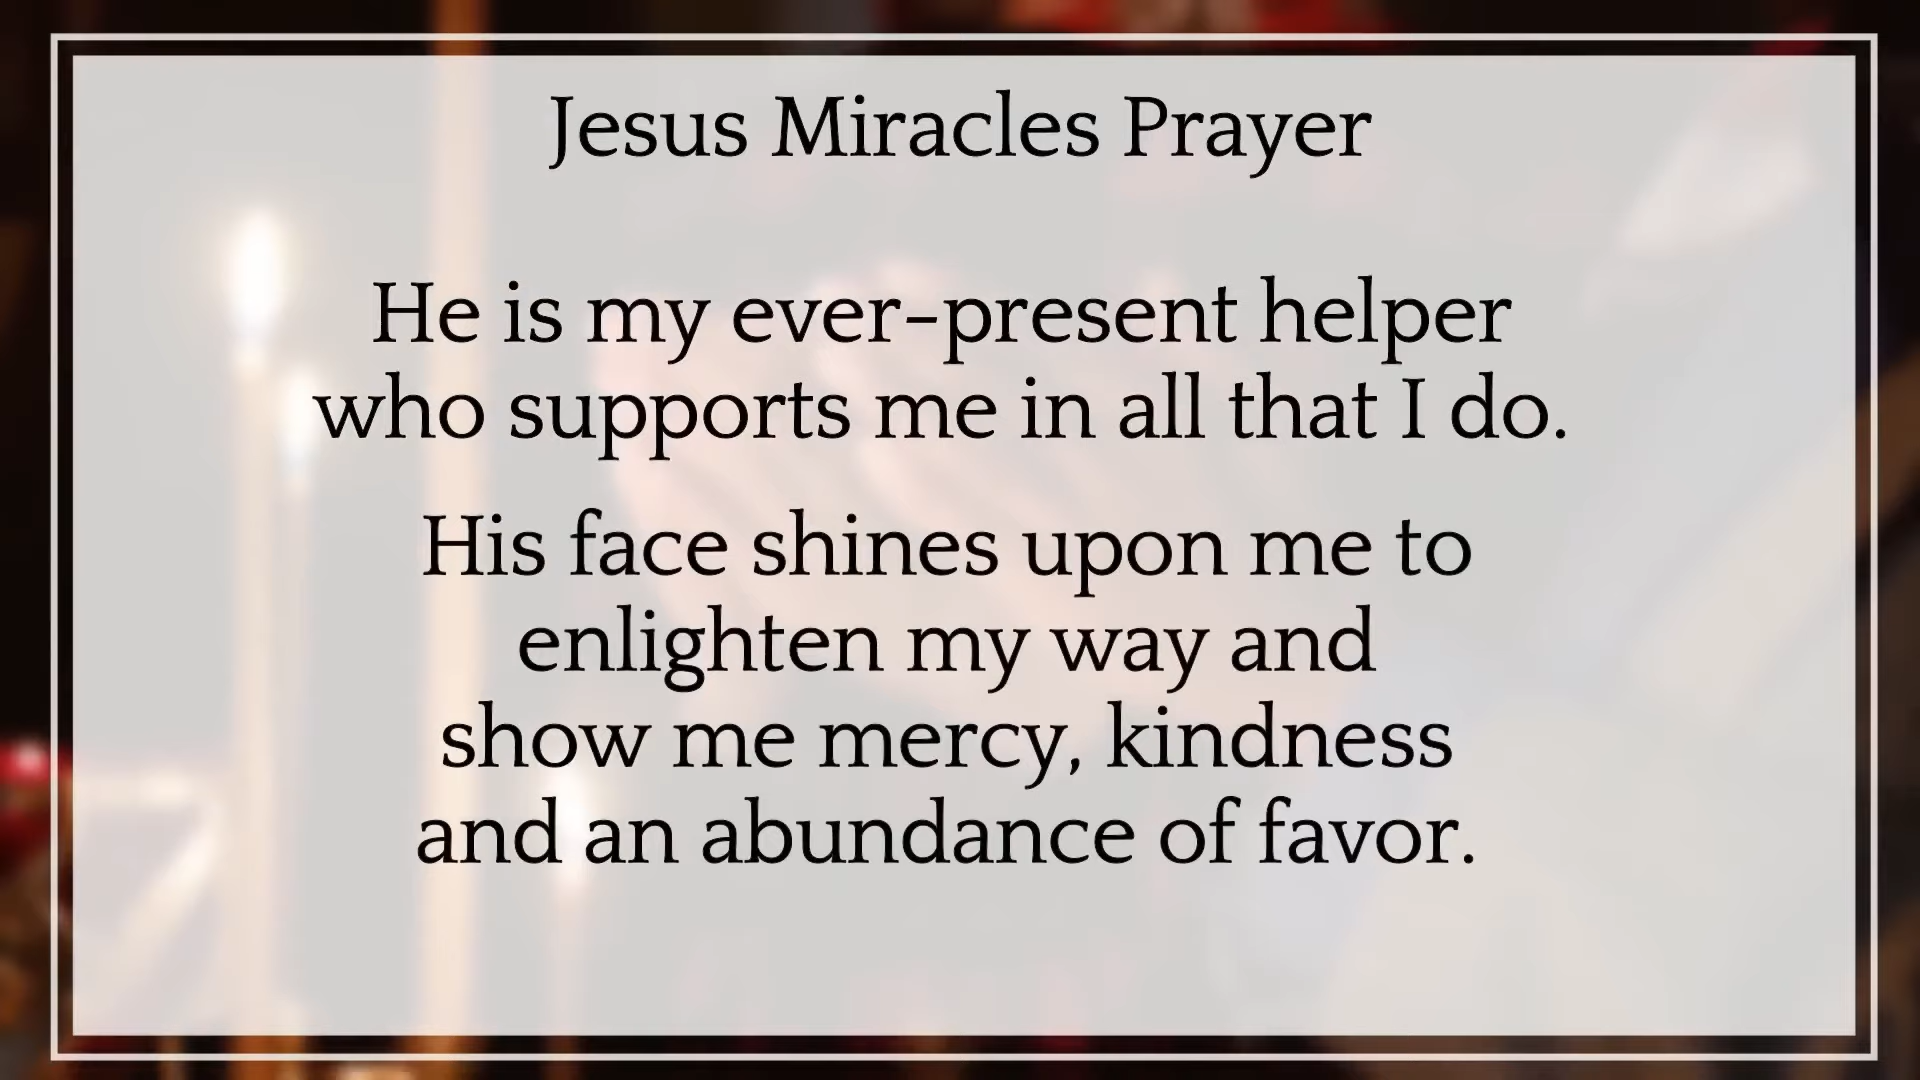 Jesus Miracles Prayer
He is my ever-present helper
who supports me in all that I do.
His face shines upon me to
enlighten my way and
show me mercy, kindness
and an abundance of favor.